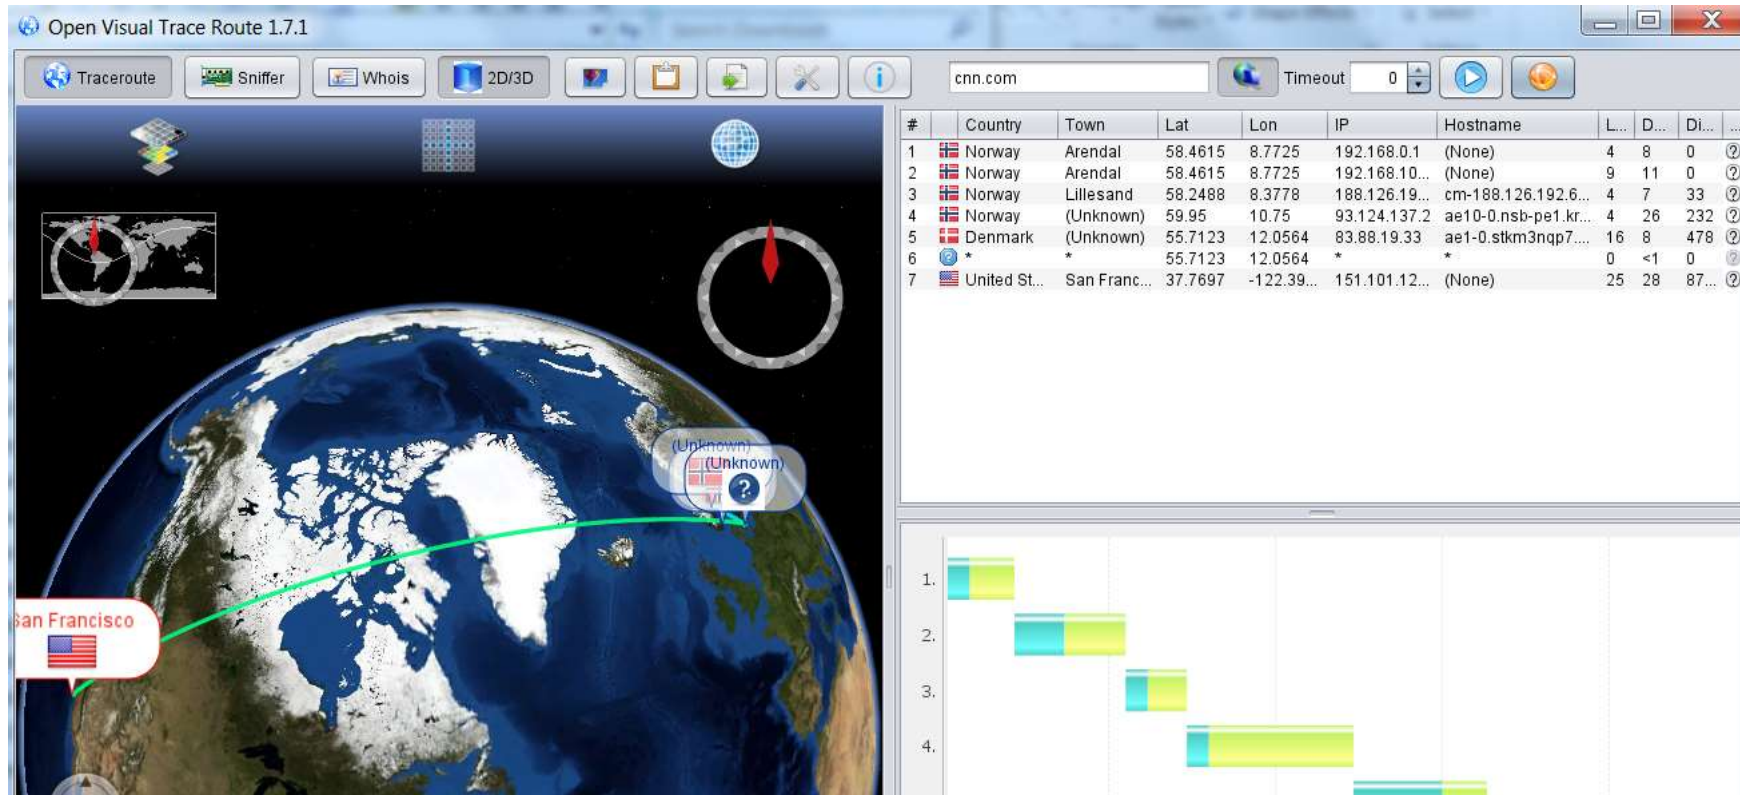 Open Visual Trace Route 1.7.1
Traceroute Sniffer Whois 2D/3D cnn.com Timeout 0
# Country Town Lat Lon IP Hostname L... D... Di... ...
1 Norway Arendal 58.4615 8.7725 192.168.0.1 (None) 4 8 0
2 Norway Arendal 58.4615 8.7725 192.168.10... (None) 9 11 0
3 Norway Lillesand 58.2488 8.3778 188.126.19... cm-188.126.192.6... 4 7 33
4 Norway (Unknown) 59.95 10.75 93.124.137.2 ae10-0.nsb-pe1.kr... 4 26 232
5 Denmark (Unknown) 55.7123 12.0564 83.88.19.33 ae1-0.stkm3nqp7.... 16 8 478
6 * * 55.7123 12.0564 * * 0 <1 0
7 United St... San Franc... 37.7697 -122.39... 151.101.12... (None) 25 28 87...
(Unknown)
(Unknown)
San Francisco
1.
2.
3.
4.